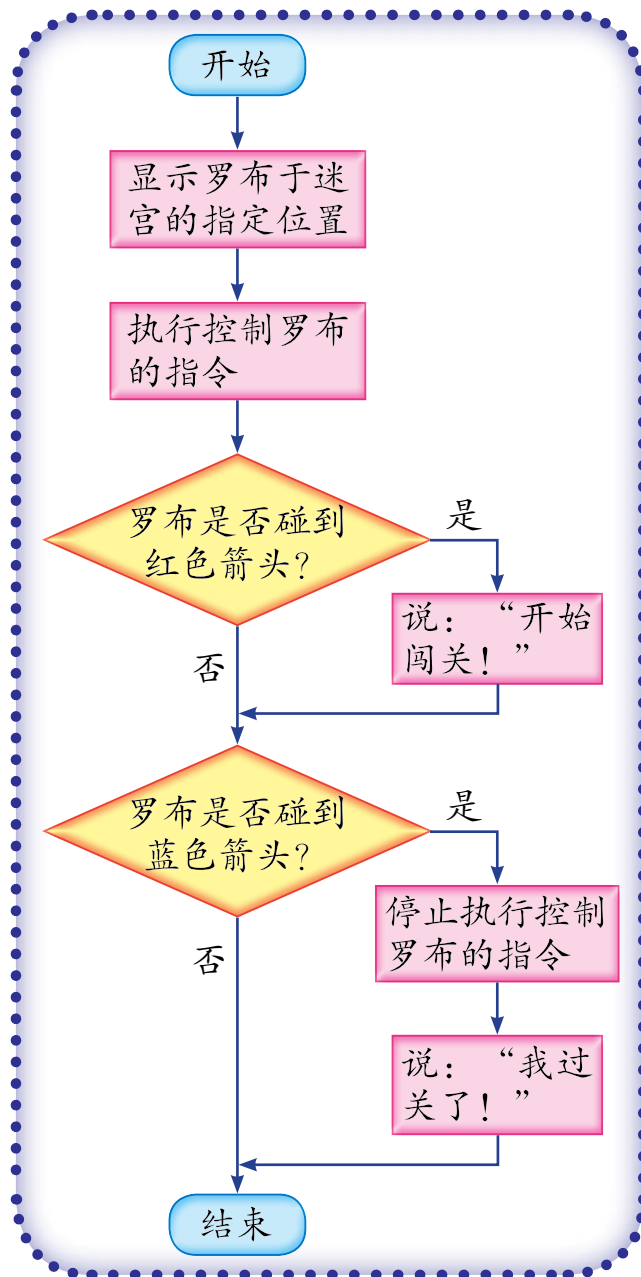 开始
显示罗布于迷
宫的指定位置
执行控制罗布
的指令
罗布是否碰到
红色箭头？
是
说：“开始
闯关！”
否
罗布是否碰到
蓝色箭头？
是
停止执行控制
罗布的指令
否
说：“我过
关了！”
结束